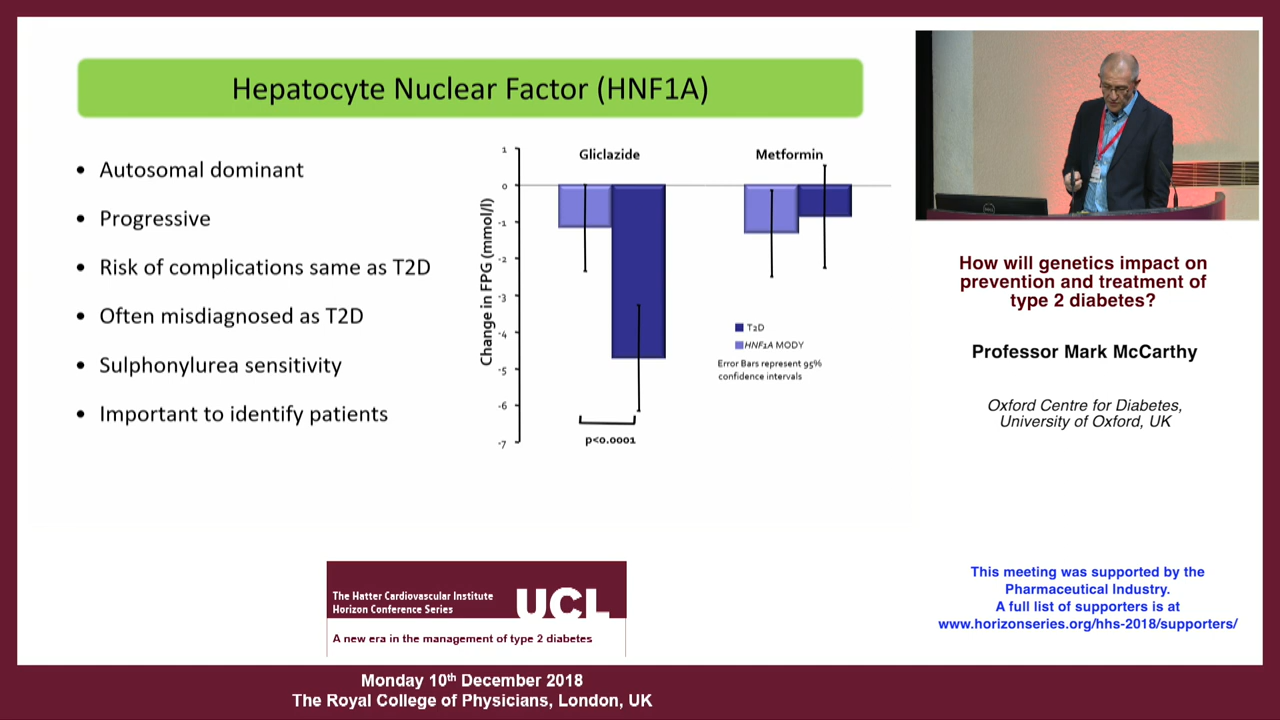 Hepatocyte Nuclear Factor (HNF1A)
• Autosomal dominant
• Progressive
• Risk of complications same as T2D
• Often misdiagnosed as T2D
• Sulphonylurea sensitivity
• Important to identify patients
Change in FPG (mmol/l)
1
0
-1
-2
-3
-4
-5
-6
-7
Gliclazide
Metformin
T2D
HNF1A MODY
Error Bars represent 95%
confidence intervals
p<0.0001
How will genetics impact on
prevention and treatment of
type 2 diabetes?
Professor Mark McCarthy
Oxford Centre for Diabetes,
University of Oxford, UK
This meeting was supported by the
Pharmaceutical Industry.
A full list of supporters is at
www.horizonseries.org/hhs-2018/supporters/
The Hatter Cardiovascular Institute
Horizon Conference Series
UCL
A new era in the management of type 2 diabetes
Monday 10th December 2018
The Royal College of Physicians, London, UK